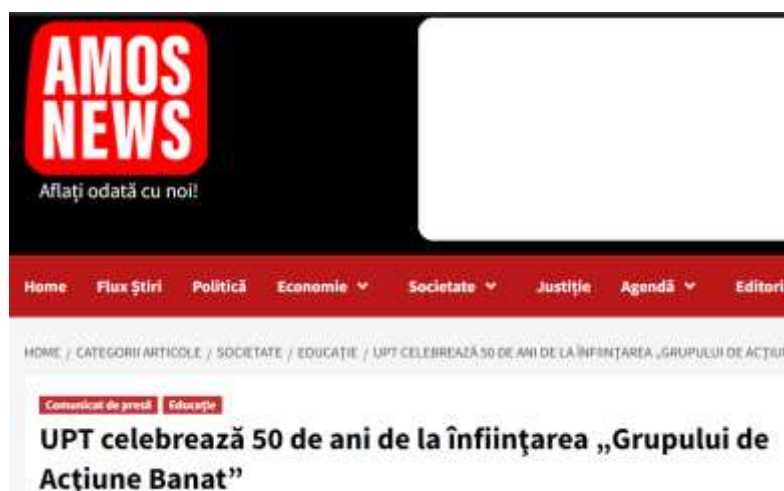 AMOS
NEWS
Aflați odată cu noi!
Home Flux Știri Politică Economie Societate Justiție Agendă Editori
HOME / CATEGORII ARTICOLE / SOCIETATE / EDUCAȚIE / UPT CELEBREAZĂ 50 DE ANI DE LA ÎNFIINȚAREA „GRUPULUI DE ACȚIU
Comunicat de presă Educație
UPT celebrează 50 de ani de la înființarea „Grupului de
Acțiune Banat”